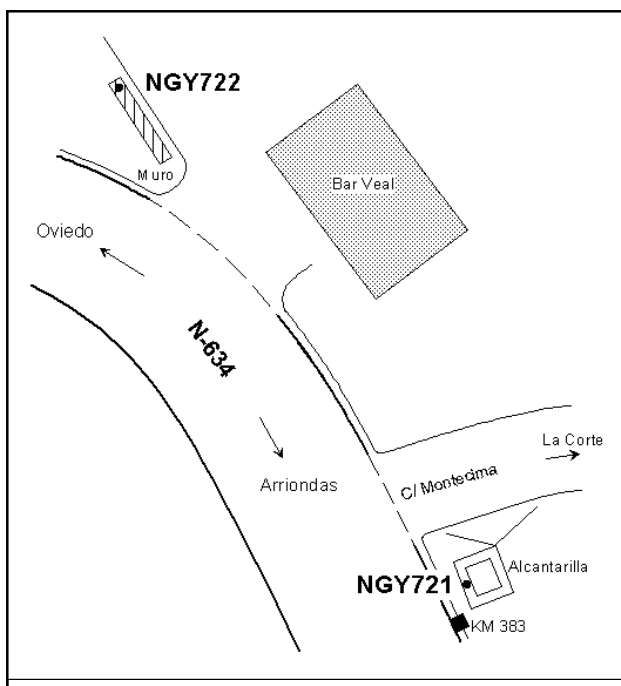 NGY722
Muro
Bar Veal
Oviedo
N-634
Arriondas
La Corte
C/ Montecima
Alcantarilla
NGY721
KM 383